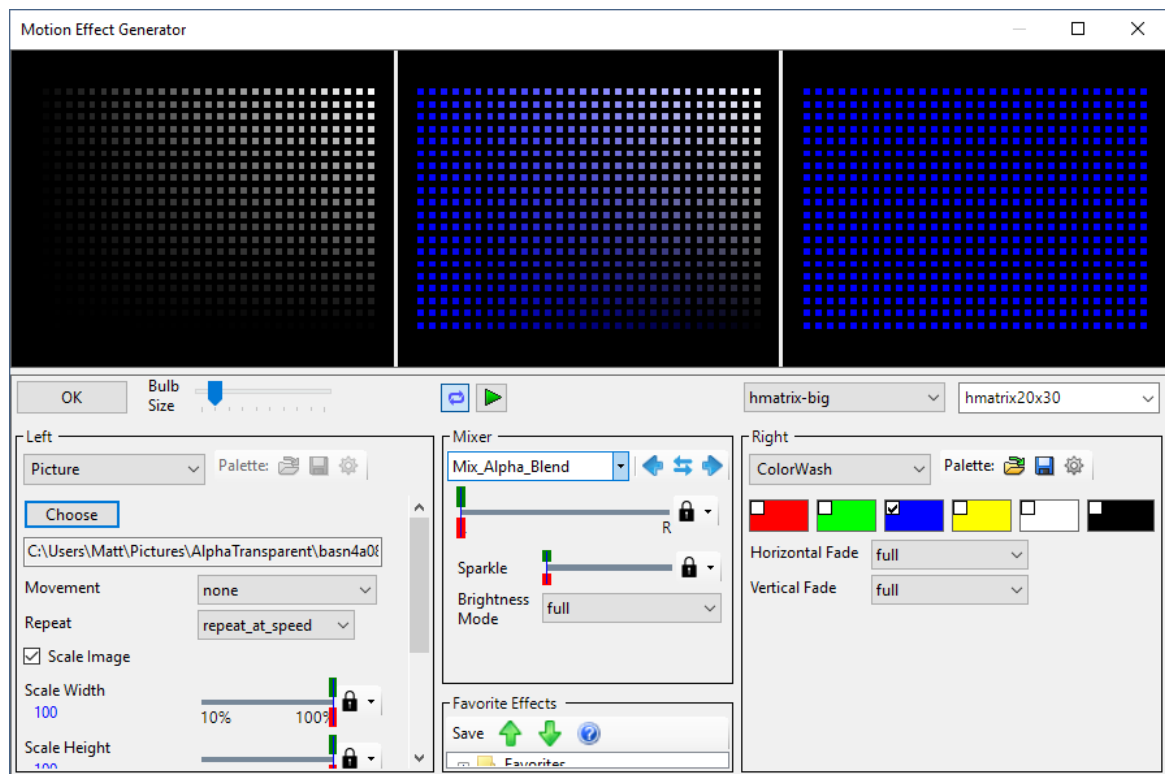 Motion Effect Generator
OK
Bulb
Size
hmatrix-big
hmatrix20x30
Left
Picture
Palette:
Choose
C:\Users\Matt\Pictures\AlphaTransparent\basn4a08
Movement
none
Repeat
repeat_at_speed
Scale Image
Scale Width
100
10%
100%
Scale Height
100
Mixer
Mix_Alpha_Blend
R
Sparkle
Brightness
Mode
full
Favorite Effects
Save
Favorites
Right
ColorWash
Palette:
Horizontal Fade
full
Vertical Fade
full